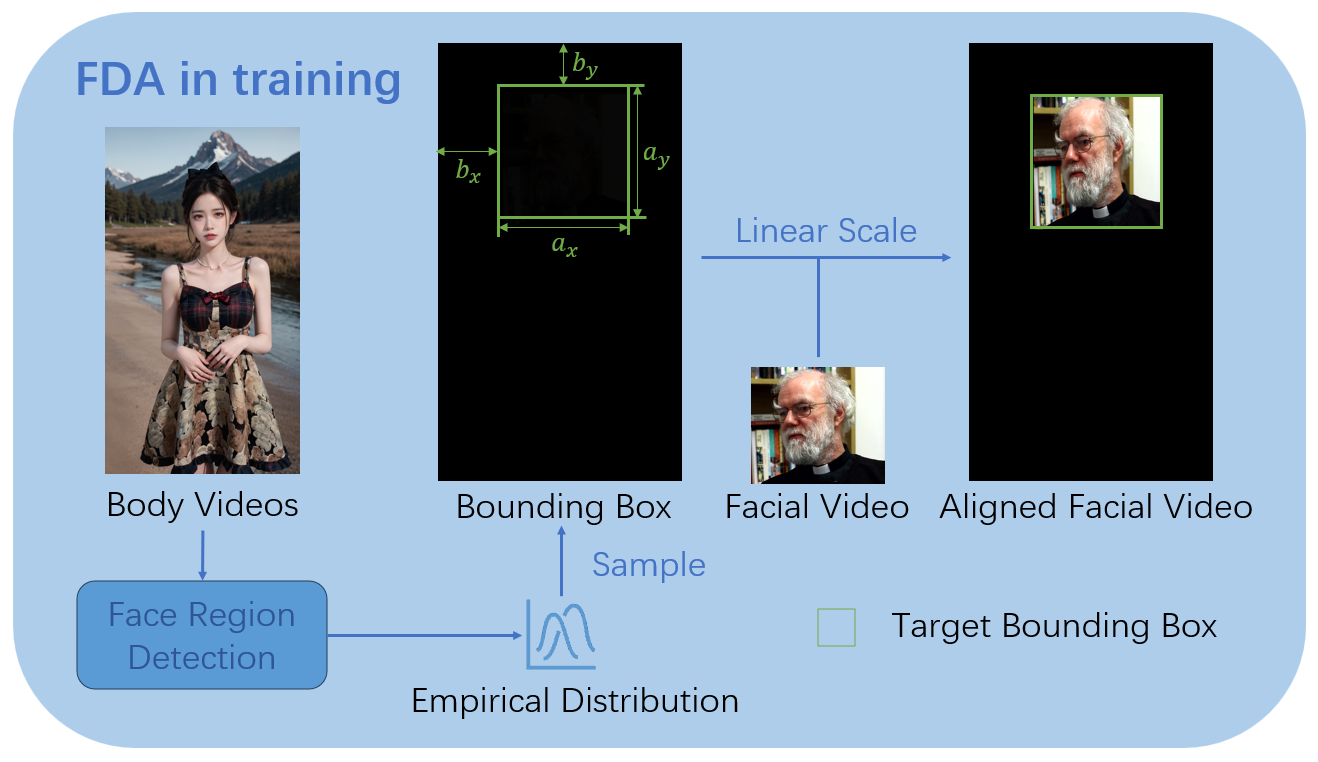 FDA in training
b_y
b_x
a_y
a_x
Linear Scale
Body Videos
Bounding Box
Facial Video
Aligned Facial Video
Sample
Face Region
Detection
Target Bounding Box
Empirical Distribution